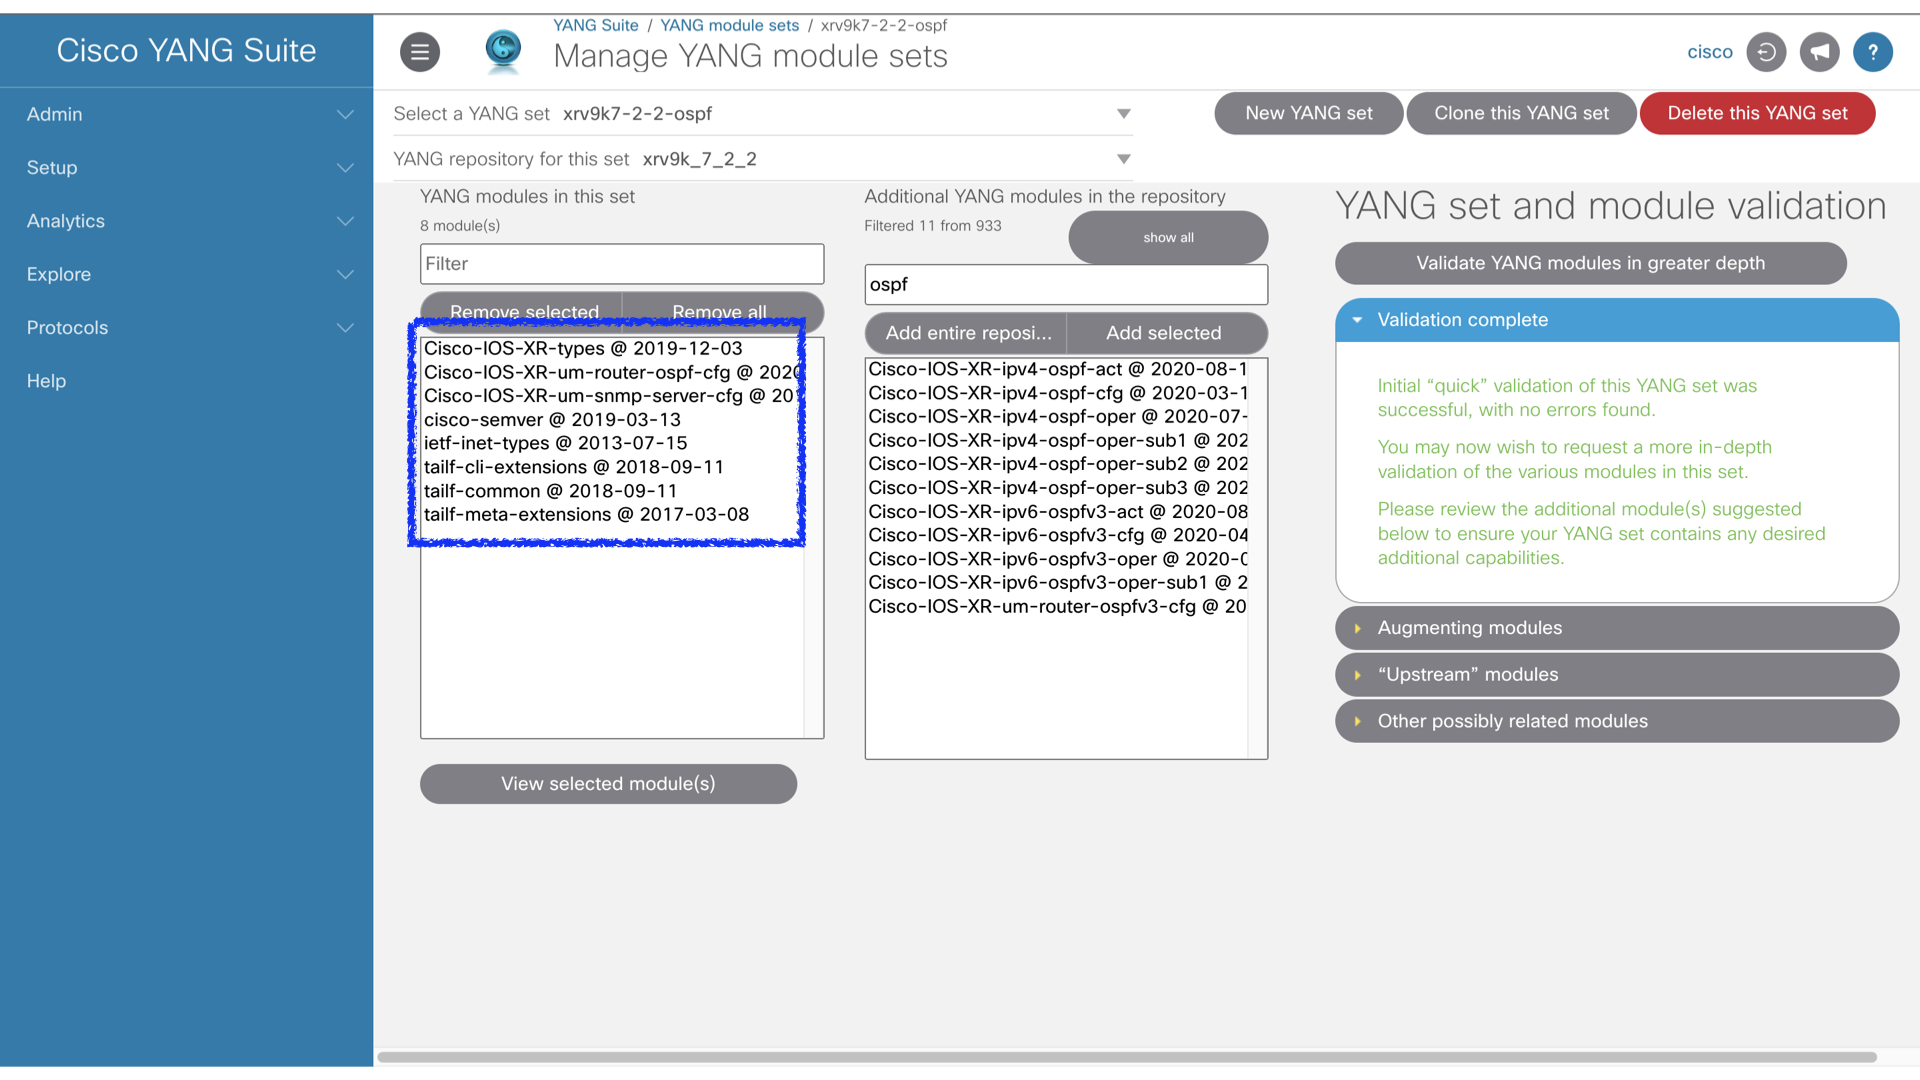 Cisco YANG Suite
Admin
Setup
Analytics
Explore
Protocols
Help
YANG Suite / YANG module sets / xrv9k7-2-2-ospf
Manage YANG module sets
cisco
?
Select a YANG set xrv9k7-2-2-ospf
New YANG set
Clone this YANG set
Delete this YANG set
YANG repository for this set xrv9k_7_2_2
YANG modules in this set
8 module(s)
Filter
Remove selected
Remove all
Cisco-IOS-XR-types @ 2019-12-03
Cisco-IOS-XR-um-router-ospf-cfg @ 2020
Cisco-IOS-XR-um-snmp-server-cfg @ 201
cisco-semver @ 2019-03-13
ietf-inet-types @ 2013-07-15
tailf-cli-extensions @ 2018-09-11
tailf-common @ 2018-09-11
tailf-meta-extensions @ 2017-03-08
View selected module(s)
Additional YANG modules in the repository
Filtered 11 from 933
show all
ospf
Add entire reposi...
Add selected
Cisco-IOS-XR-ipv4-ospf-act @ 2020-08-1
Cisco-IOS-XR-ipv4-ospf-cfg @ 2020-03-1
Cisco-IOS-XR-ipv4-ospf-oper @ 2020-07-
Cisco-IOS-XR-ipv4-ospf-oper-sub1 @ 202
Cisco-IOS-XR-ipv4-ospf-oper-sub2 @ 202
Cisco-IOS-XR-ipv4-ospf-oper-sub3 @ 202
Cisco-IOS-XR-ipv6-ospfv3-act @ 2020-08
Cisco-IOS-XR-ipv6-ospfv3-cfg @ 2020-04
Cisco-IOS-XR-ipv6-ospfv3-oper @ 2020-0
Cisco-IOS-XR-ipv6-ospfv3-oper-sub1 @ 2
Cisco-IOS-XR-um-router-ospfv3-cfg @ 20
YANG set and module validation
Validate YANG modules in greater depth
Validation complete
Initial “quick” validation of this YANG set was
successful, with no errors found.
You may now wish to request a more in-depth
validation of the various modules in this set.
Please review the additional module(s) suggested
below to ensure your YANG set contains any desired
additional capabilities.
Augmenting modules
“Upstream” modules
Other possibly related modules